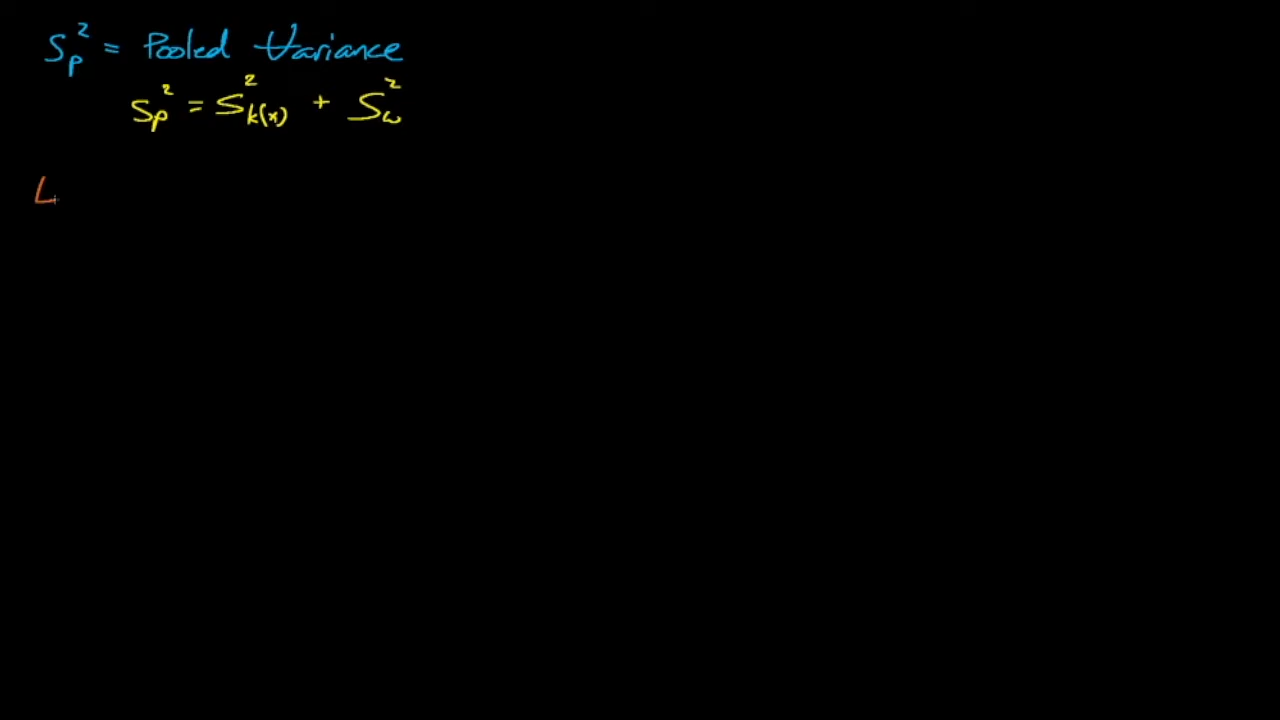 Sp² = Pooled Variance
Sp² = S²k(x) + S²w
L